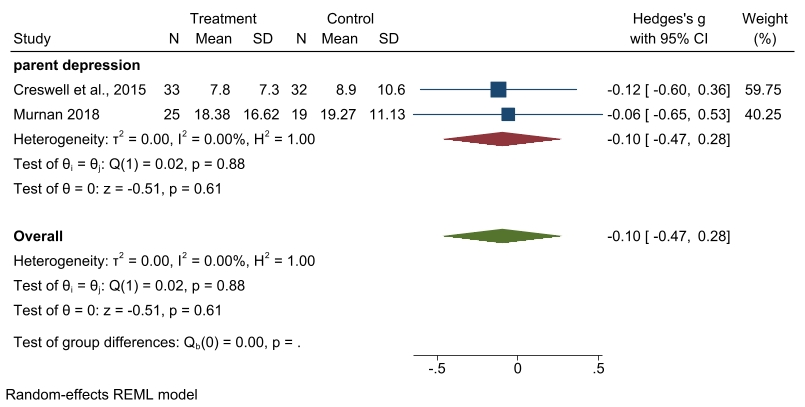 Treatment Control Hedges's g Weight
Study N Mean SD N Mean SD with 95% CI (%)
parent depression
Creswell et al., 2015 33 7.8 7.3 32 8.9 10.6 -0.12 [ -0.60, 0.36] 59.75
Murnan 2018 25 18.38 16.62 19 19.27 11.13 -0.06 [ -0.65, 0.53] 40.25
Heterogeneity: τ² = 0.00, I² = 0.00%, H² = 1.00 -0.10 [ -0.47, 0.28]
Test of θᵢ = θⱼ: Q(1) = 0.02, p = 0.88
Test of θ = 0: z = -0.51, p = 0.61
Overall -0.10 [ -0.47, 0.28]
Heterogeneity: τ² = 0.00, I² = 0.00%, H² = 1.00
Test of θᵢ = θⱼ: Q(1) = 0.02, p = 0.88
Test of θ = 0: z = -0.51, p = 0.61
Test of group differences: Q_b(0) = 0.00, p = .
-.5 0 .5
Random-effects REML model